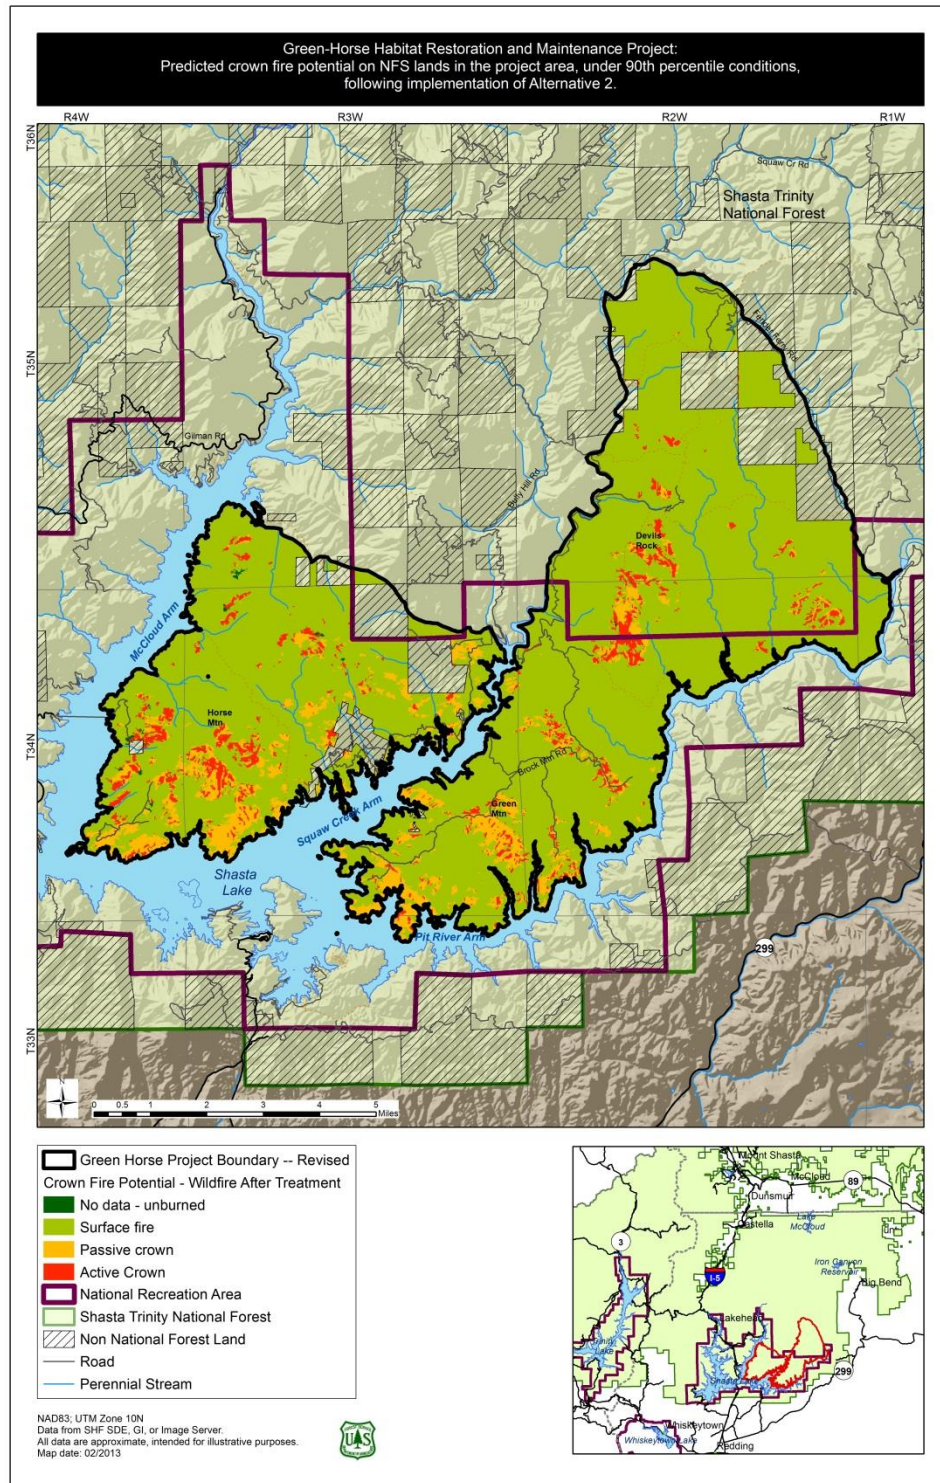 Green-Horse Habitat Restoration and Maintenance Project:
Predicted crown fire potential on NFS lands in the project area, under 90th percentile conditions,
following implementation of Alternative 2.
R4W
R3W
R2W
R1W
T36N
Squaw Cr Rd
Shasta Trinity
National Forest
T35N
Gilman Rd
Bully Hill Rd
Devils
Rock
McCloud Arm
Horse
Mtn
T34N
Brock Mtn Rd
Green
Mtn
Squaw Creek Arm
Shasta
Lake
Pit River Arm
299
T33N
N
0 0.5 1 2 3 4 5
Miles
Green Horse Project Boundary -- Revised
Crown Fire Potential - Wildfire After Treatment
No data - unburned
Surface fire
Passive crown
Active Crown
National Recreation Area
Shasta Trinity National Forest
Non National Forest Land
Road
Perennial Stream
Mount Shasta
McCloud
89
Dunsmuir
Castella
Lake
McCloud
3
Iron Canyon
Reservoir
Big Bend
I-5
Lakehead
Trinity
Lake
Shasta Lake
299
Whiskeytown
Whiskeytown Lake
Redding
NAD83; UTM Zone 10N
Data from SHF SDE, GI, or Image Server.
All data are approximate, intended for illustrative purposes.
Map date: 02/2013
U S